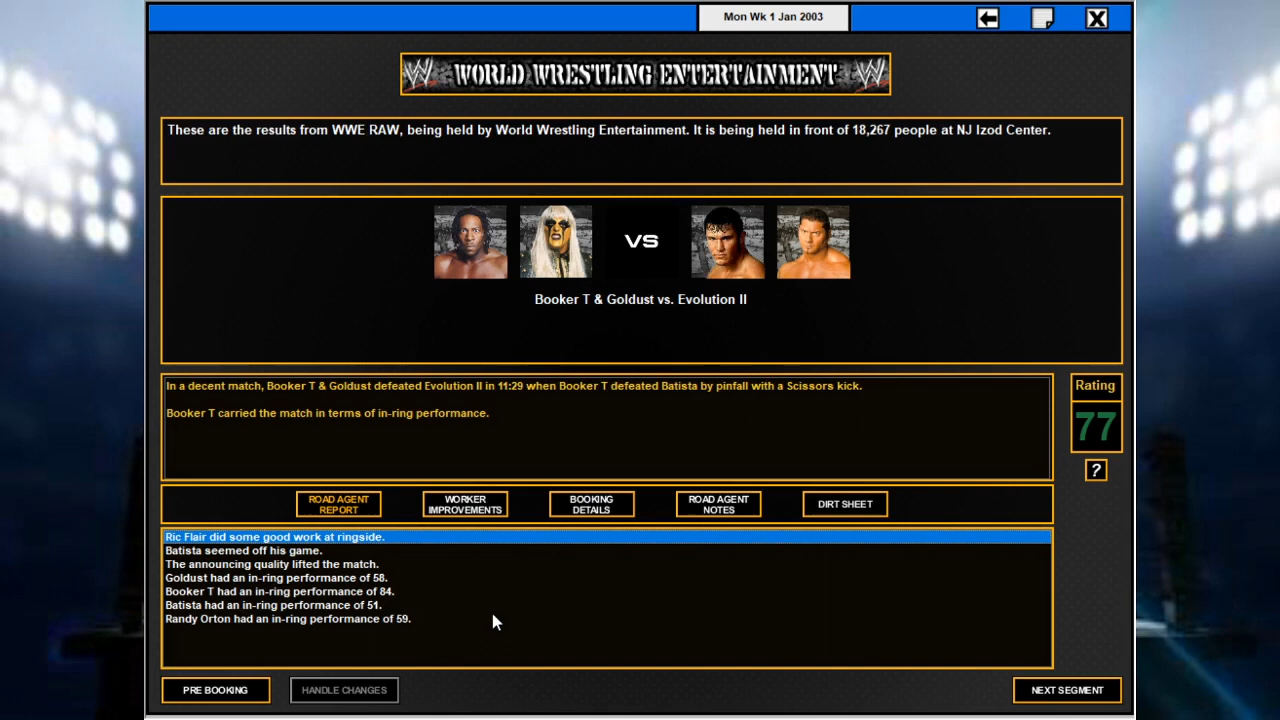 Mon Wk 1 Jan 2003
WORLD WRESTLING ENTERTAINMENT
These are the results from WWE RAW, being held by World Wrestling Entertainment. It is being held in front of 18,267 people at NJ Izod Center.
VS
Booker T & Goldust vs. Evolution II
In a decent match, Booker T & Goldust defeated Evolution II in 11:29 when Booker T defeated Batista by pinfall with a Scissors kick.
Booker T carried the match in terms of in-ring performance.
Rating
77
?
ROAD AGENT
REPORT
WORKER
IMPROVEMENTS
BOOKING
DETAILS
ROAD AGENT
NOTES
DIRT SHEET
Ric Flair did some good work at ringside.
Batista seemed off his game.
The announcing quality lifted the match.
Goldust had an in-ring performance of 58.
Booker T had an in-ring performance of 84.
Batista had an in-ring performance of 51.
Randy Orton had an in-ring performance of 59.
PRE BOOKING
HANDLE CHANGES
NEXT SEGMENT